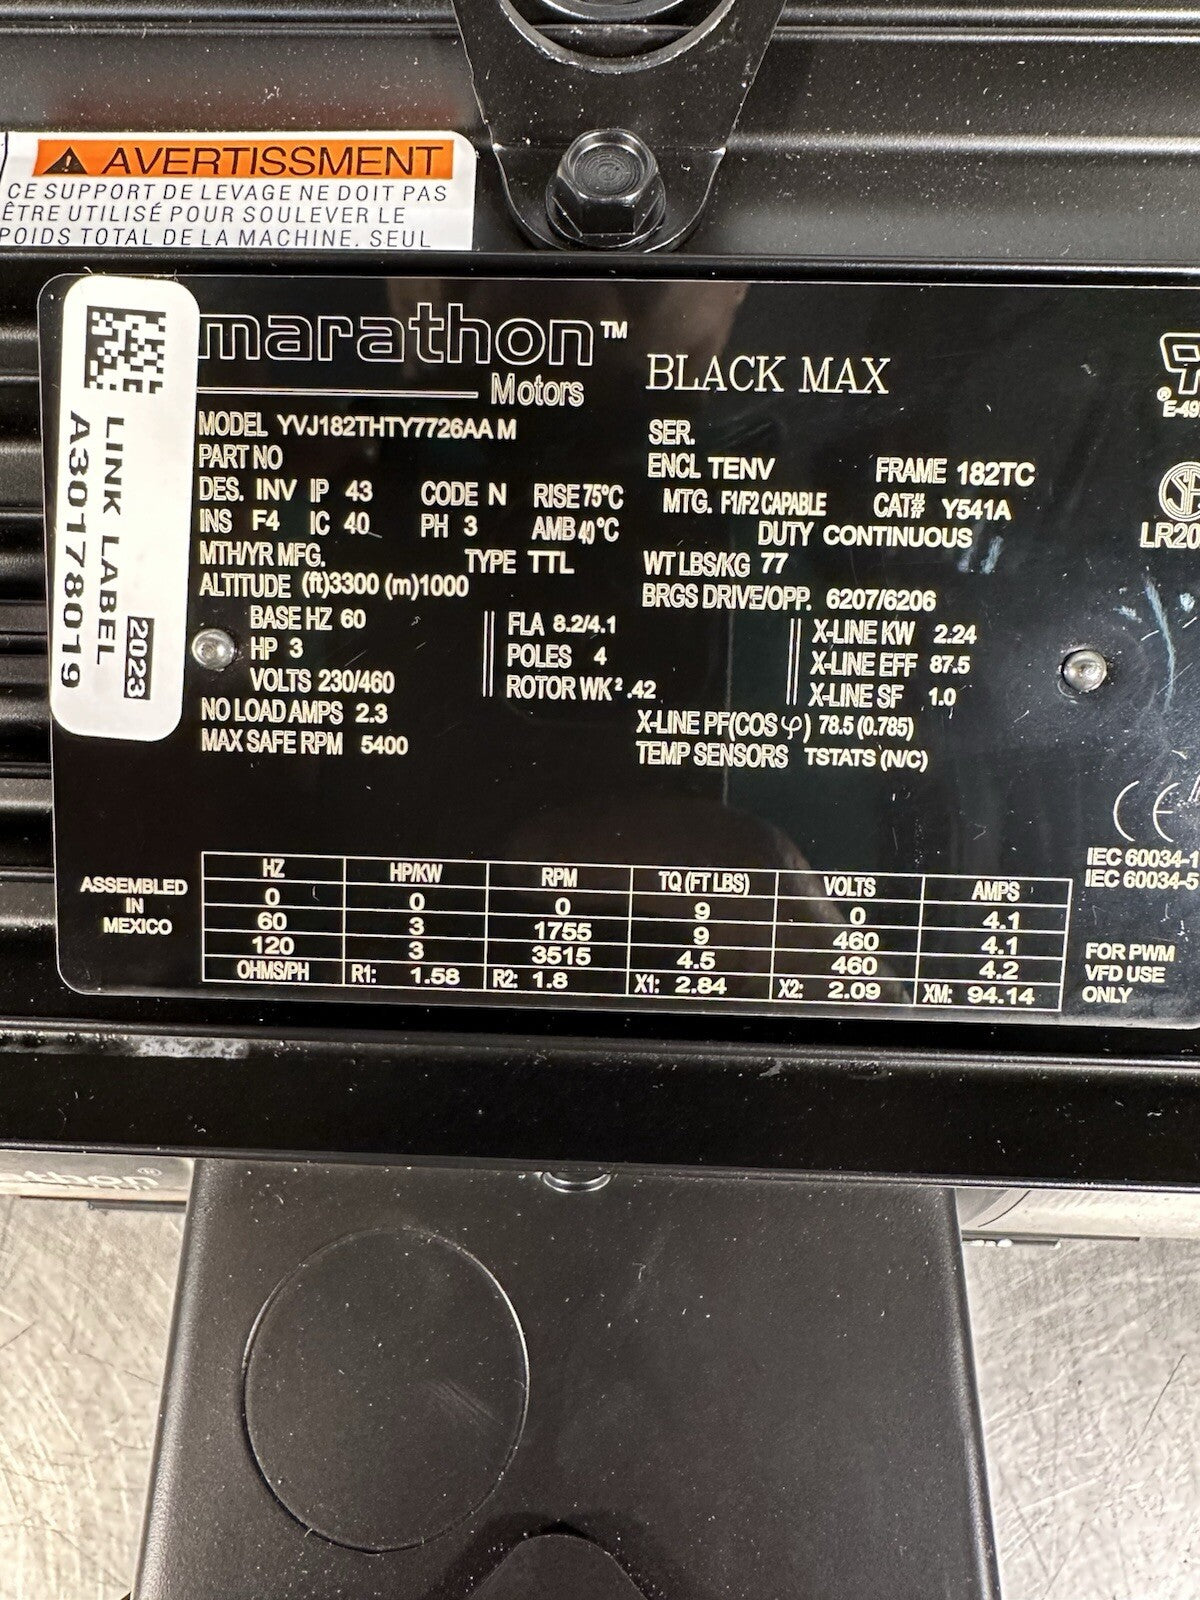 AVERTISSMENT
CE SUPPORT DE LEVAGE NE DOIT PAS
ÊTRE UTILISÉ POUR SOULEVER LE
POIDS TOTAL DE LA MACHINE. SEUL
LINK LABEL
A30178019
2023
marathon™
Motors
BLACK MAX
®
MODEL YVJ182THTY7726AA M
SER.
PART NO
ENCL TENV FRAME 182TC
DES. INV IP 43 CODE N RISE 75°C MTG. F1/F2 CAPABLE CAT# Y541A
INS F4 IC 40 PH 3 AMB 40°C DUTY CONTINUOUS
MTH/YR MFG. TYPE TTL WT LBS/KG 77
ALTITUDE (ft)3300 (m)1000 BRGS DRIVE/OPP. 6207/6206
BASE HZ 60 FLA 8.2/4.1 X-LINE KW 2.24
HP 3 POLES 4 X-LINE EFF 87.5
VOLTS 230/460 ROTOR WK² .42 X-LINE SF 1.0
NO LOAD AMPS 2.3 X-LINE PF(COS φ) 78.5 (0.785)
MAX SAFE RPM 5400 TEMP SENSORS TSTATS (N/C)
CE
IEC 60034-1
IEC 60034-5
ASSEMBLED
IN
MEXICO
HZ HP/KW RPM TQ (FT LBS) VOLTS AMPS
0 0 0 9 0 4.1
60 3 1755 9 460 4.1
120 3 3515 4.5 460 4.2
OHMS/PH R1: 1.58 R2: 1.8 X1: 2.84 X2: 2.09 XM: 94.14
FOR PWM
VFD USE
ONLY